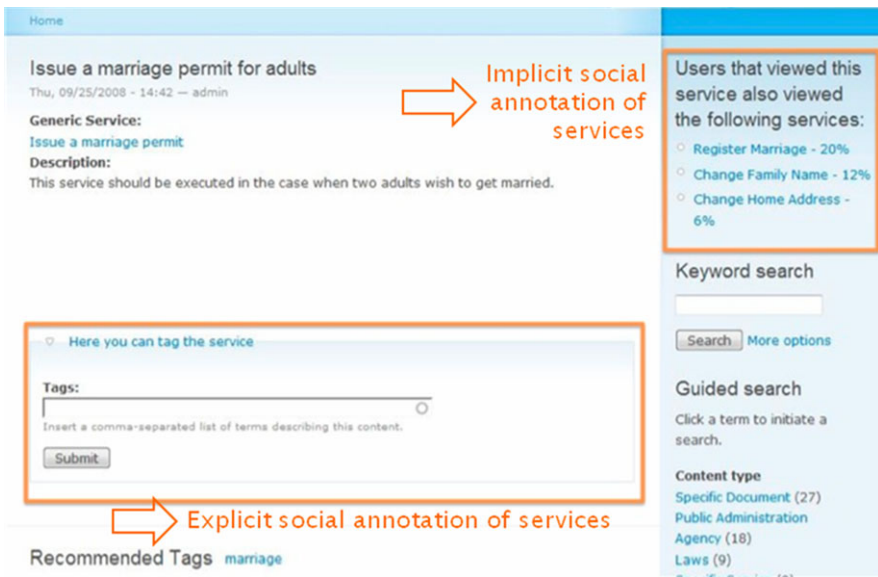 Home
Issue a marriage permit for adults
Thu, 09/25/2008 - 14:42 — admin
Generic Service:
Issue a marriage permit
Description:
This service should be executed in the case when two adults wish to get married.
Implicit social
annotation of
services
Users that viewed this
service also viewed
the following services:
Register Marriage - 20%
Change Family Name - 12%
Change Home Address -
6%
Keyword search
Search More options
Guided search
Click a term to initiate a
search.
Content type
Specific Document (27)
Public Administration
Agency (18)
Laws (9)
Here you can tag the service
Tags:
Insert a comma-separated list of terms describing this content.
Submit
Explicit social annotation of services
Recommended Tags marriage